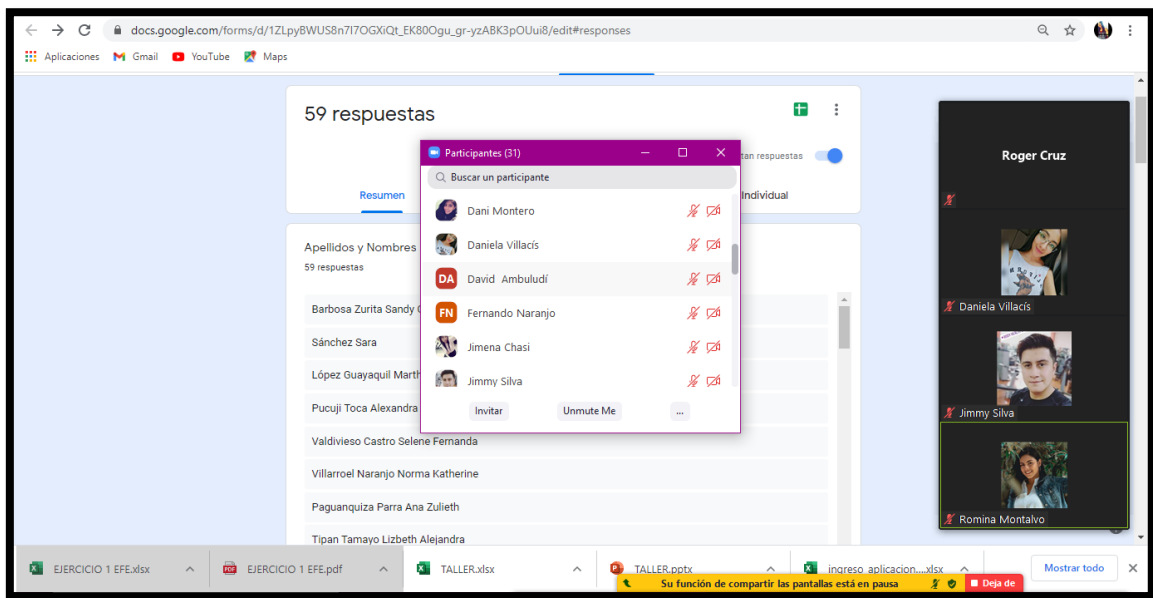 docs.google.com/forms/d/1ZLpyBWUS8n7I7OGXiQt_EK80Ogu_gr-yzABK3pOUui8/edit#responses
Aplicaciones Gmail YouTube Maps
59 respuestas
Participantes (31)
tan respuestas
Buscar un participante
Resumen
Individual
Dani Montero
Daniela Villacís
DA David Ambuludí
FN Fernando Naranjo
Jimena Chasi
Jimmy Silva
Invitar Unmute Me ...
Apellidos y Nombres
59 respuestas
Barbosa Zurita Sandy
Sánchez Sara
López Guayaquil Marth
Pucuji Toca Alexandra
Valdivieso Castro Selene Fernanda
Villarroel Naranjo Norma Katherine
Paguanquiza Parra Ana Zulieth
Tipan Tamayo Lizbeth Alejandra
Roger Cruz
Daniela Villacís
Jimmy Silva
Romina Montalvo
EJERCICIO 1 EFE.xlsx
EJERCICIO 1 EFE.pdf
TALLER.xlsx
TALLER.pptx
ingreso aplicacion....xlsx
Mostrar todo
Su función de compartir las pantallas está en pausa
Deja de